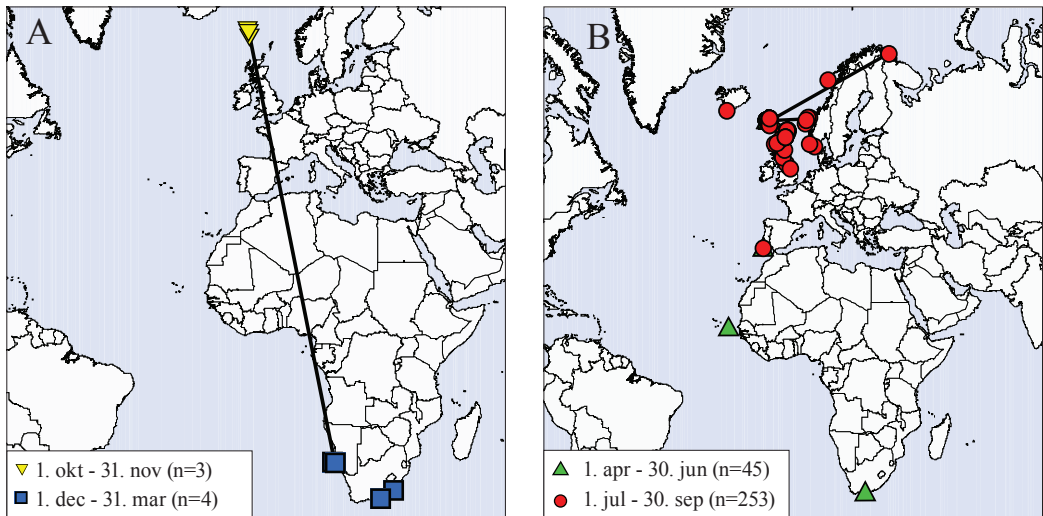 A
1. okt - 31. nov (n=3)
1. dec - 31. mar (n=4)
B
1. apr - 30. jun (n=45)
1. jul - 30. sep (n=253)